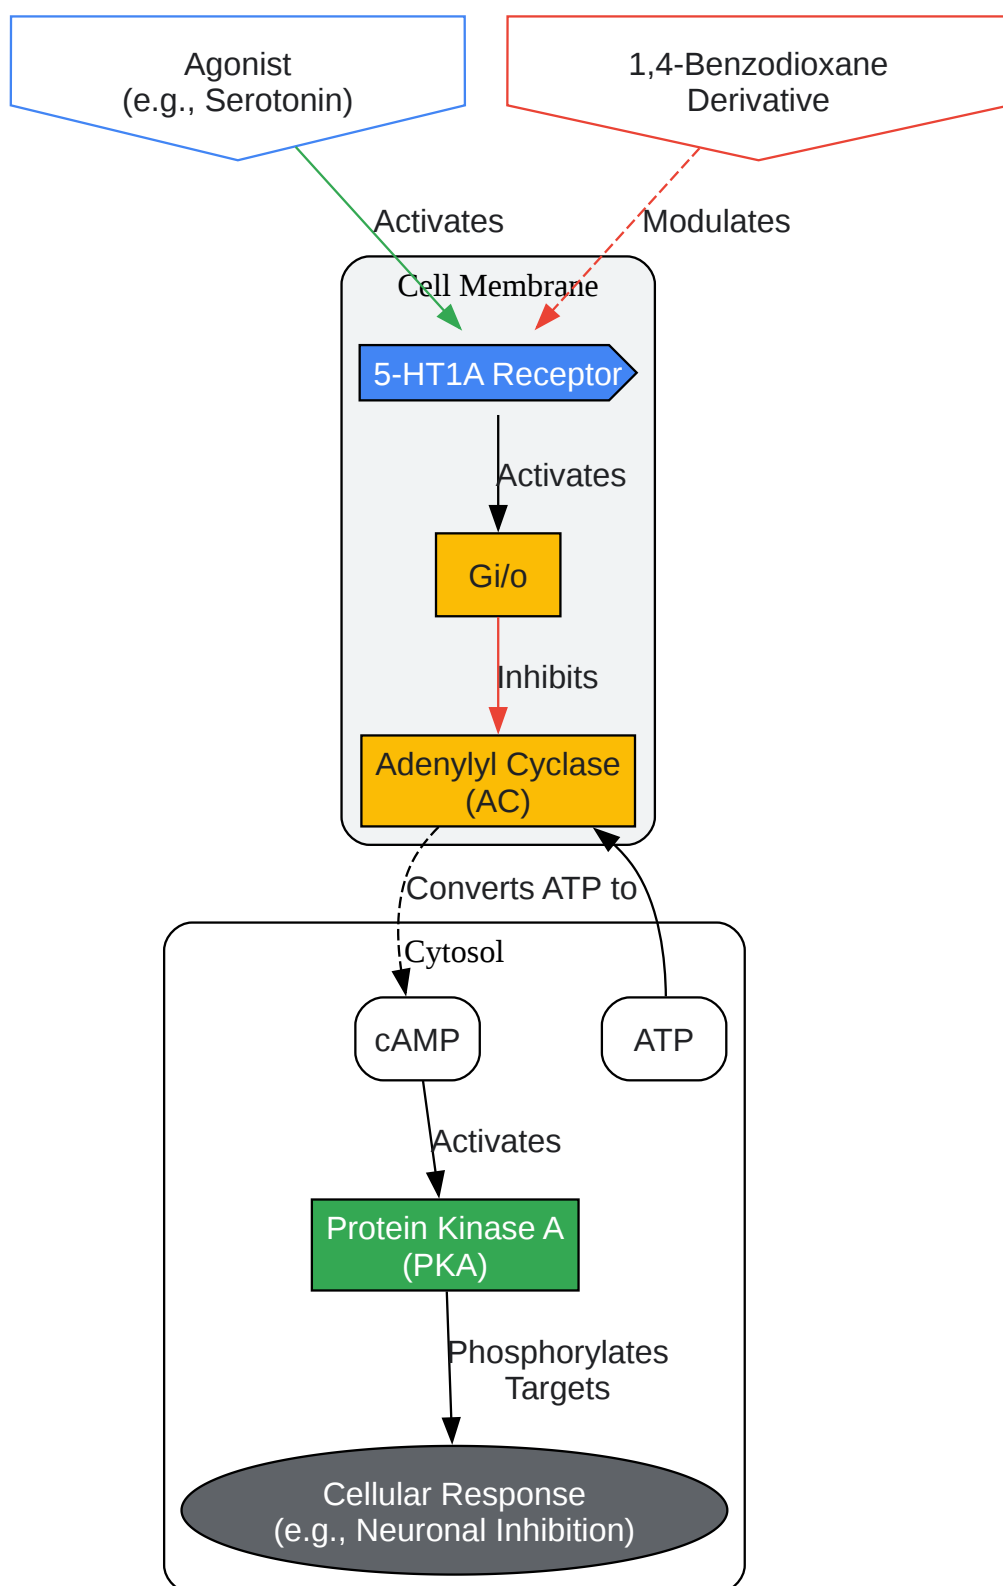 Agonist
(e.g., Serotonin)
1,4-Benzodioxane
Derivative
Activates
Modulates
Cell Membrane
5-HT1A Receptor
Activates
Gi/o
Inhibits
Adenylyl Cyclase
(AC)
Converts ATP to
Cytosol
cAMP
ATP
Activates
Protein Kinase A
(PKA)
Phosphorylates
Targets
Cellular Response
(e.g., Neuronal Inhibition)